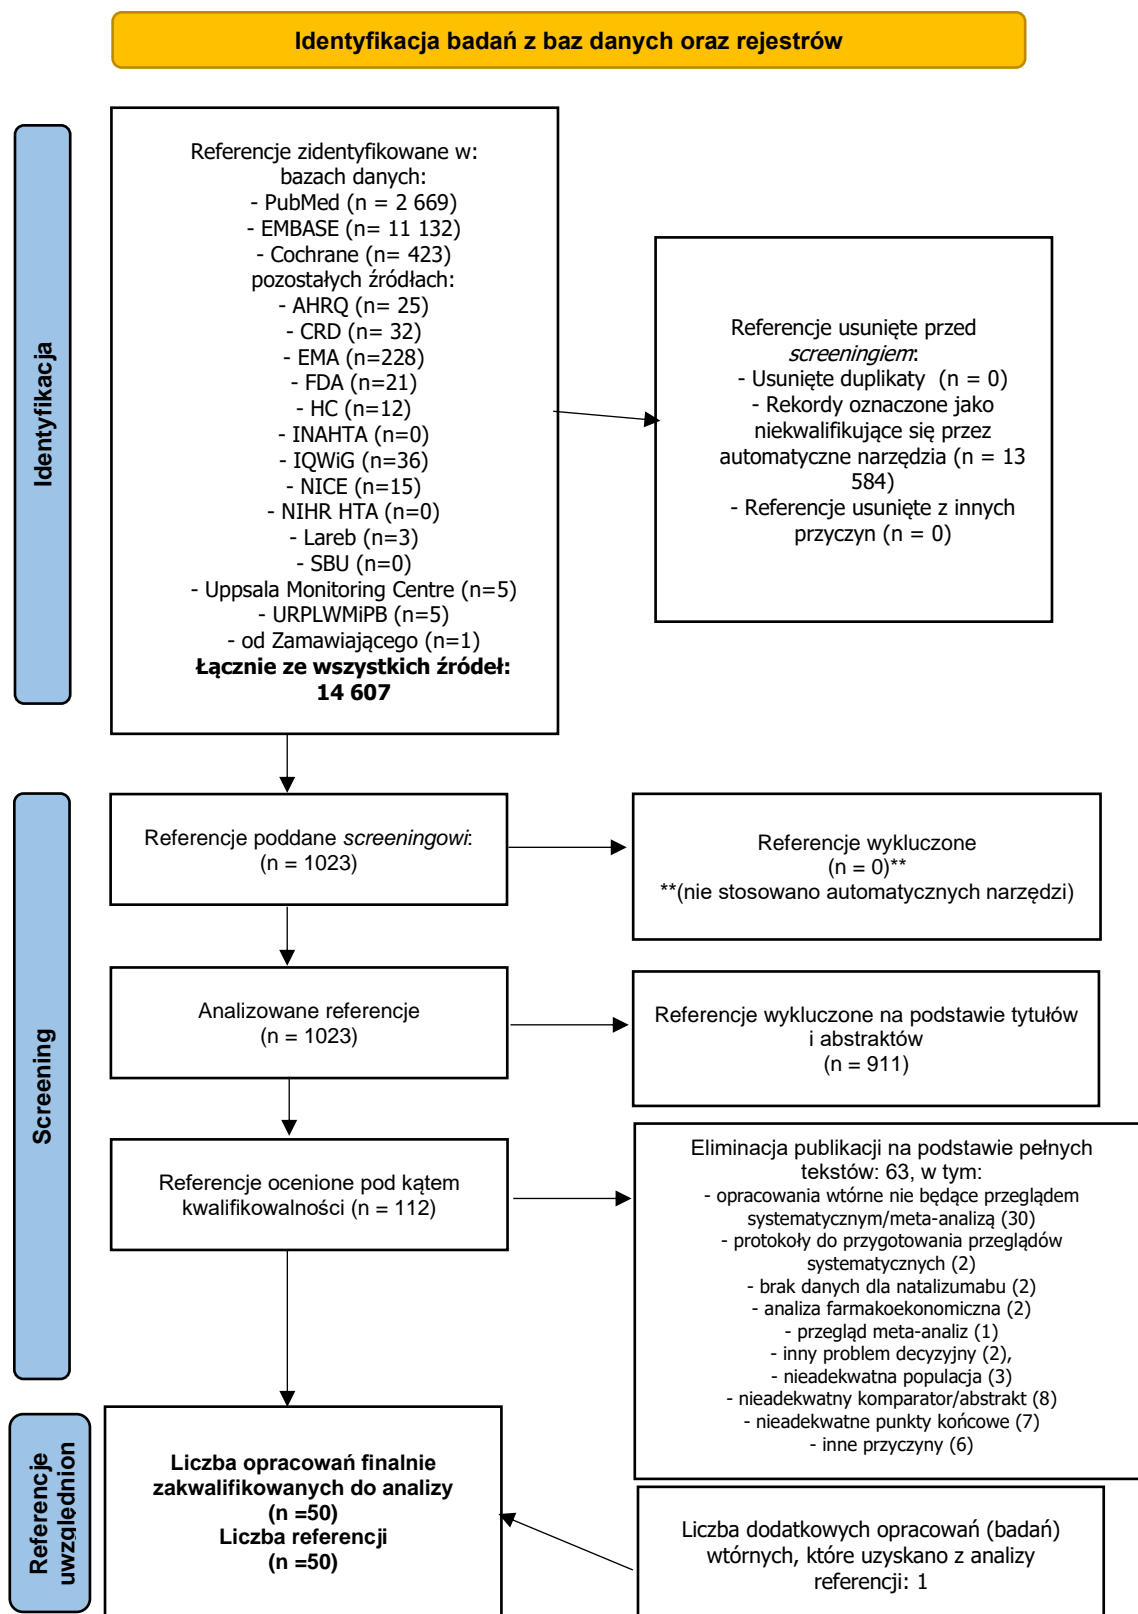 Identyfikacja badań z baz danych oraz rejestrów
Identyfikacja
Referencje zidentyfikowane w:
bazach danych:
- PubMed (n = 2 669)
- EMBASE (n= 11 132)
- Cochrane (n= 423)
pozostałych źródłach:
- AHRQ (n= 25)
- CRD (n= 32)
- EMA (n=228)
- FDA (n=21)
- HC (n=12)
- INAHTA (n=0)
- IQWiG (n=36)
- NICE (n=15)
- NIHR HTA (n=0)
- Lareb (n=3)
- SBU (n=0)
- Uppsala Monitoring Centre (n=5)
- URPLWMiPB (n=5)
- od Zamawiającego (n=1)
Łącznie ze wszystkich źródeł:
14 607
Referencje usunięte przed
screeningiem:
- Usunięte duplikaty (n = 0)
- Rekordy oznaczone jako
niekwalifikujące się przez
automatyczne narzędzia (n = 13
584)
- Referencje usunięte z innych
przyczyn (n = 0)
Screening
Referencje poddane screeningowi:
(n = 1023)
Referencje wykluczone
(n = 0)**
**(nie stosowano automatycznych narzędzi)
Analizowane referencje
(n = 1023)
Referencje wykluczone na podstawie tytułów
i abstraktów
(n = 911)
Referencje ocenione pod kątem
kwalifikowalności (n = 112)
Eliminacja publikacji na podstawie pełnych
tekstów: 63, w tym:
- opracowania wtórne nie będące przeglądem
systematycznym/meta-analizą (30)
- protokoły do przygotowania przeglądów
systematycznych (2)
- brak danych dla natalizumabu (2)
- analiza farmakoekonomiczna (2)
- przegląd meta-analiz (1)
- inny problem decyzyjny (2),
- nieadekwatna populacja (3)
- nieadekwatny komparator/abstrakt (8)
- nieadekwatne punkty końcowe (7)
- inne przyczyny (6)
Referencje
uwzględnion
Liczba opracowań finalnie
zakwalifikowanych do analizy
(n =50)
Liczba referencji
(n =50)
Liczba dodatkowych opracowań (badań)
wtórnych, które uzyskano z analizy
referencji: 1